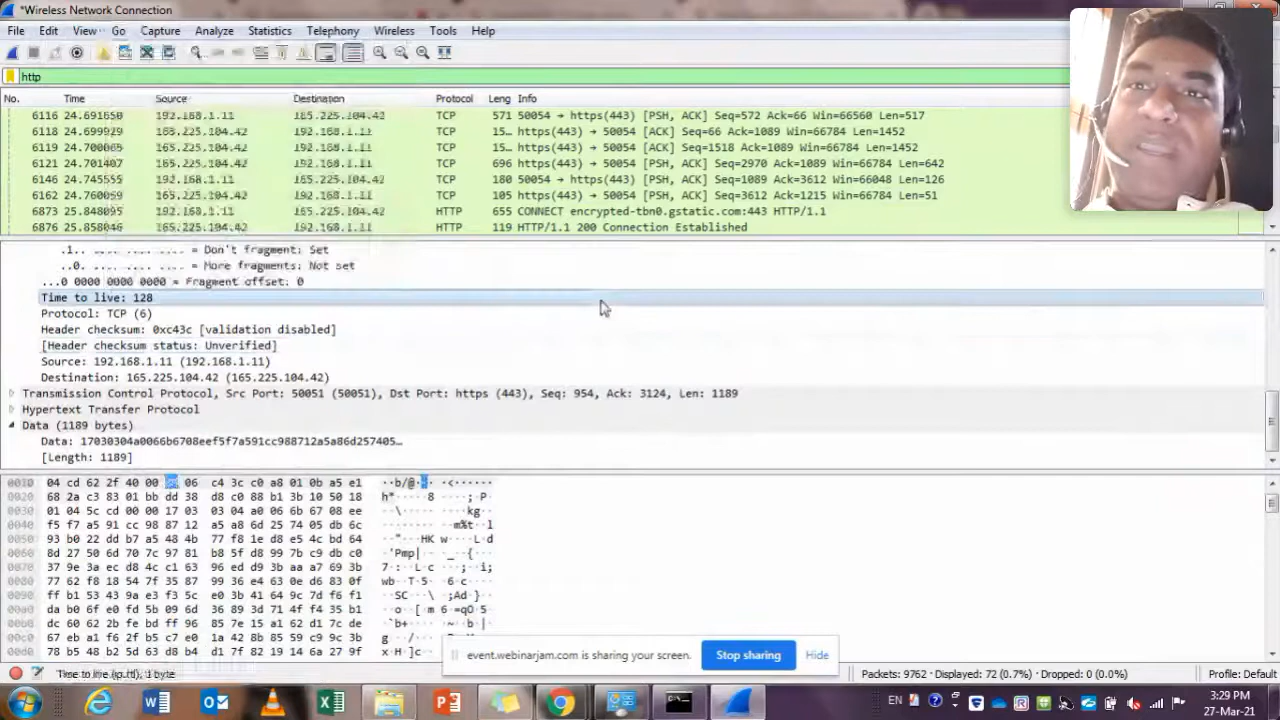 *Wireless Network Connection
File Edit View Go Capture Analyze Statistics Telephony Wireless Tools Help
http
No. Time Source Destination Protocol Leng Info
6116 24.691650 192.168.1.11 165.225.104.42 TCP 571 50054 → https(443) [PSH, ACK] Seq=572 Ack=66 Win=66560 Len=517
6118 24.699929 165.225.104.42 192.168.1.11 TCP 15… https(443) → 50054 [ACK] Seq=66 Ack=1089 Win=66784 Len=1452
6119 24.700065 165.225.104.42 192.168.1.11 TCP 15… https(443) → 50054 [PSH, ACK] Seq=1518 Ack=1089 Win=66784 Len=1452
6121 24.701407 165.225.104.42 192.168.1.11 TCP 696 https(443) → 50054 [PSH, ACK] Seq=2970 Ack=1089 Win=66784 Len=642
6146 24.745555 192.168.1.11 165.225.104.42 TCP 180 50054 → https(443) [PSH, ACK] Seq=1089 Ack=3612 Win=66048 Len=126
6162 24.760059 165.225.104.42 192.168.1.11 TCP 105 https(443) → 50054 [PSH, ACK] Seq=3612 Ack=1215 Win=66784 Len=51
6873 25.848095 192.168.1.11 165.225.104.42 HTTP 655 CONNECT encrypted-tbn0.gstatic.com:443 HTTP/1.1
6876 25.858046 165.225.104.42 192.168.1.11 HTTP 119 HTTP/1.1 200 Connection Established
.1.. .... .... .... = Don't fragment: Set
..0. .... .... .... = More fragments: Not set
...0 0000 0000 0000 = Fragment offset: 0
Time to live: 128
Protocol: TCP (6)
Header checksum: 0xc43c [validation disabled]
[Header checksum status: Unverified]
Source: 192.168.1.11 (192.168.1.11)
Destination: 165.225.104.42 (165.225.104.42)
Transmission Control Protocol, Src Port: 50051 (50051), Dst Port: https (443), Seq: 954, Ack: 3124, Len: 1189
Hypertext Transfer Protocol
Data (1189 bytes)
Data: 17030304a0066b6708eef5f7a591cc988712a5a86d257405…
[Length: 1189]
0010 04 cd 62 2f 40 00 80 06 c4 3c c0 a8 01 0b a5 e1
0020 68 2a c3 83 01 bb dd 38 d8 c0 88 b1 3b 10 50 18
0030 01 04 5c cd 00 00 17 03 03 04 a0 06 6b 67 08 ee
0040 f5 f7 a5 91 cc 98 87 12 a5 a8 6d 25 74 05 db 6c
0050 93 b0 22 dd b7 a5 48 4b 77 f8 1e d8 e5 4c bd 64
0060 8d 27 50 6d 70 7c 97 81 b8 5f d8 99 7b c9 db c0
0070 37 9e 3a ec d8 4c c1 63 96 ed d9 3b aa a7 69 3b
0080 77 62 f8 18 54 7f 35 87 99 36 e4 63 0e d6 83 0f
0090 ff b1 53 43 9a e3 f3 5c e0 3b 41 64 9c 7d f6 f1
00a0 da b0 6f e0 fd 5b 09 6d 36 89 3d 71 4f f4 35 b1
00b0 dc 60 62 2b fe bd ff 96 85 7e 15 a1 62 d1 7c de
00c0 67 eb a1 f6 2f b5 c7 e0 1a 42 8b 85 59 c9 9c 3b
00d0 78 b5 48 b2 5d 63 d8 b4 d1 7f 82 19 14 6a 27 9f
event.webinarjam.com is sharing your screen. Stop sharing Hide
Time to live (ip.ttl), 1 byte
Packets: 9762 · Displayed: 72 (0.7%) · Dropped: 0 (0.0%)
Profile: Default
EN
3:29 PM
27-Mar-21